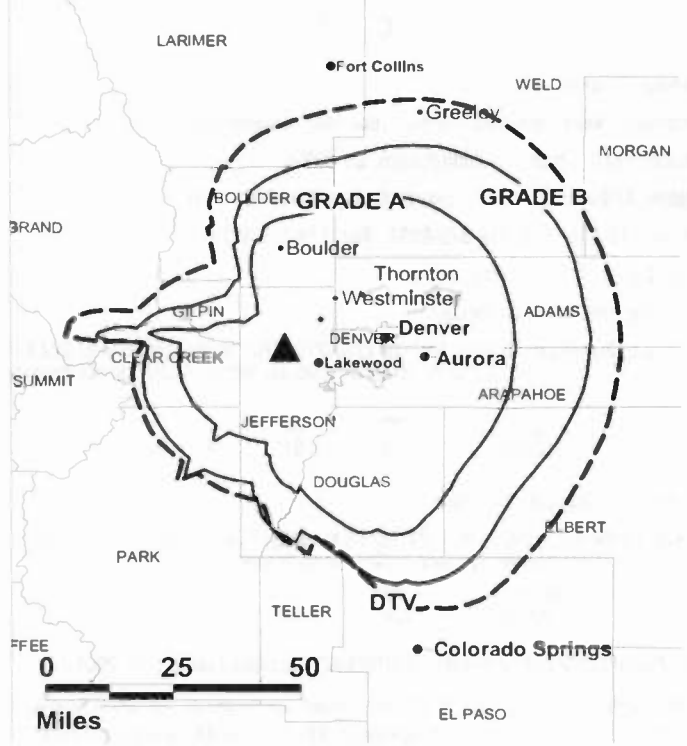 LARIMER
Fort Collins
WELD
Greeley
MORGAN
BOULDER
GRADE A
GRADE B
GRAND
Boulder
Thornton
Westminster
GILPIN
ADAMS
DENVER
Denver
CLEAR CREEK
Lakewood
Aurora
SUMMIT
ARAPAHOE
JEFFERSON
DOUGLAS
ELBERT
PARK
DTV
TELLER
FFEE
Colorado Springs
0 25 50
Miles
EL PASO